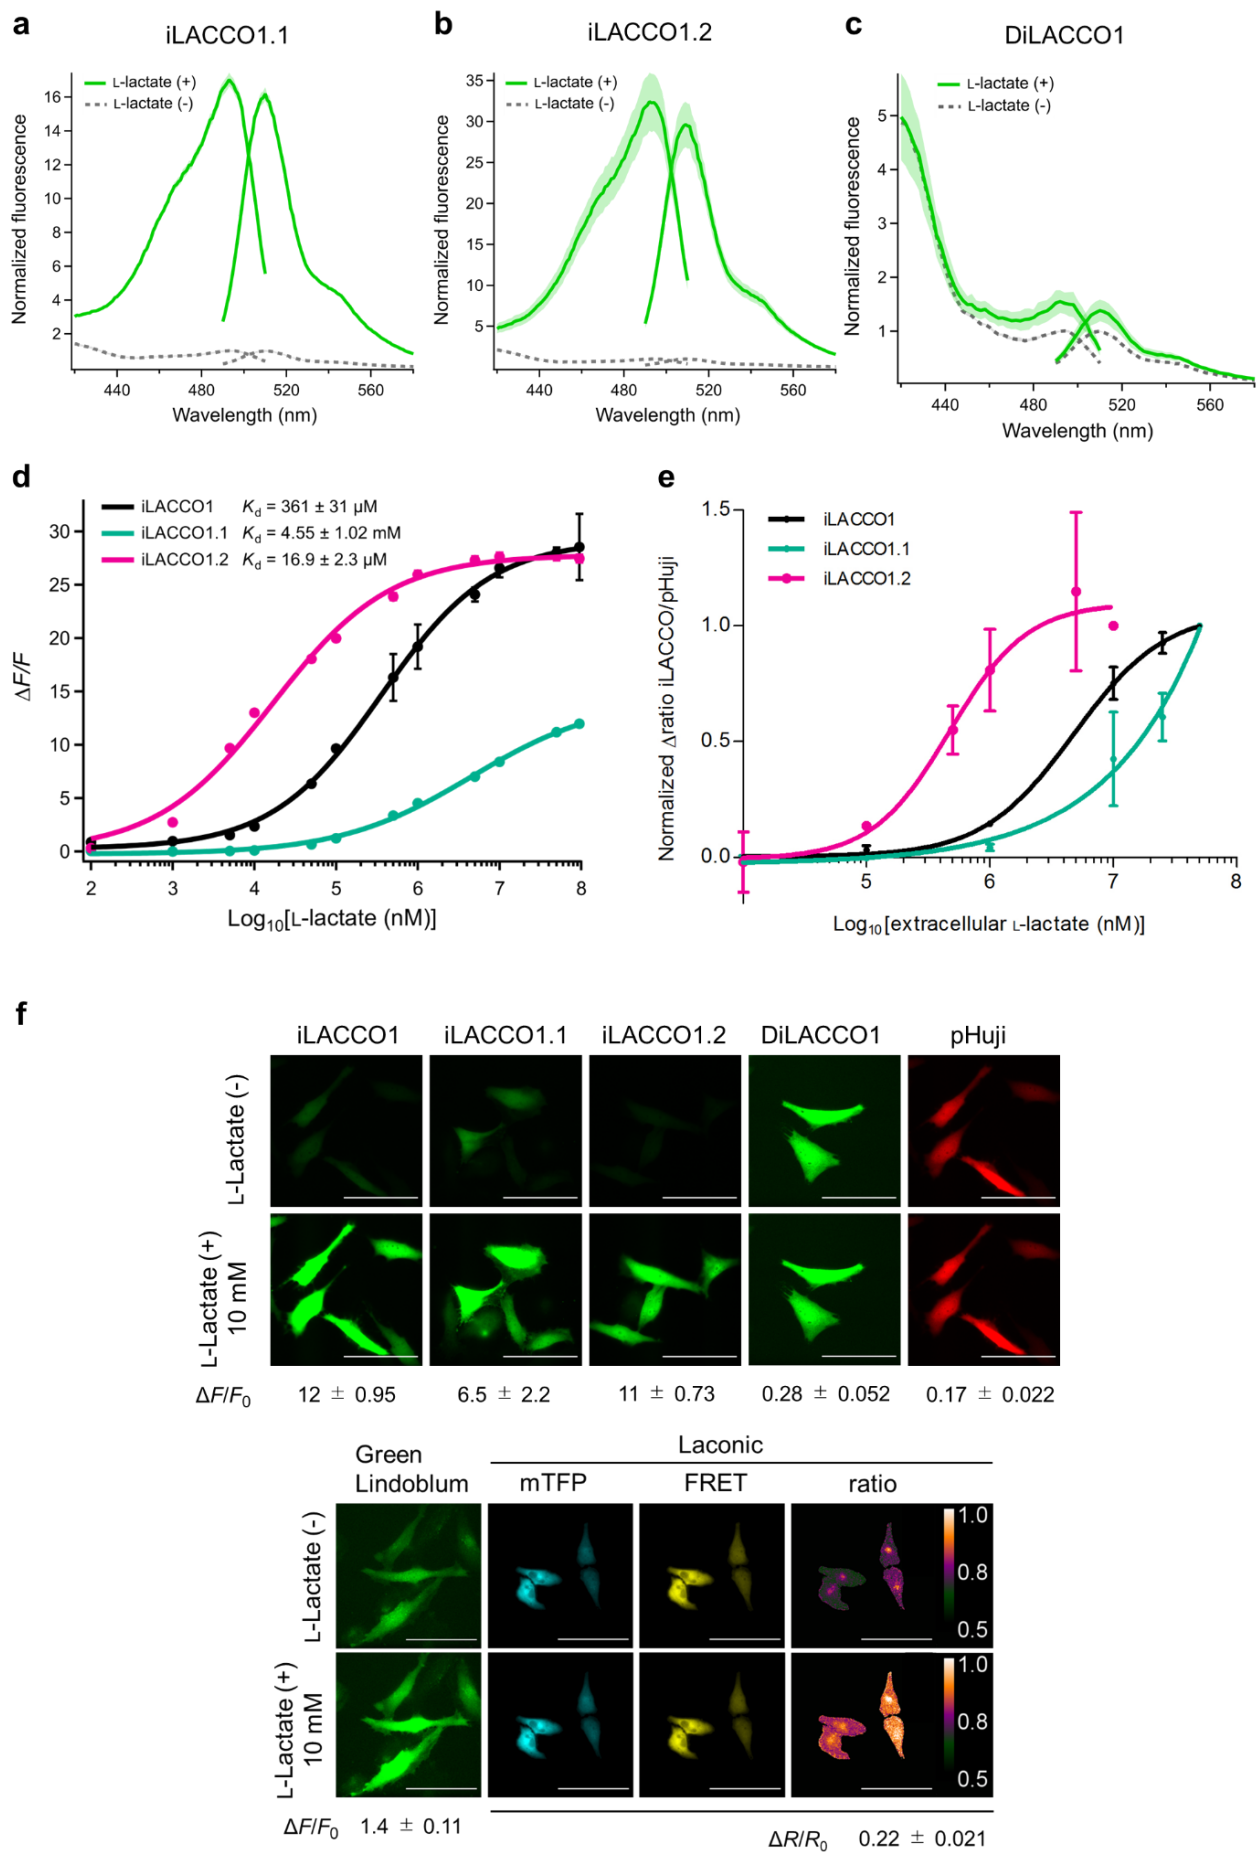 a
iLACCO1.1
L-lactate (+)
L-lactate (-)
16
14
12
10
8
6
4
2
Normalized fluorescence
440
480
520
560
Wavelength (nm)
b
iLACCO1.2
L-lactate (+)
L-lactate (-)
35
30
25
20
15
10
5
Normalized fluorescence
440
480
520
560
Wavelength (nm)
c
DiLACCO1
L-lactate (+)
L-lactate (-)
5
4
3
2
1
Normalized fluorescence
440
480
520
560
Wavelength (nm)
d
iLACCO1 Kd = 361 ± 31 µM
iLACCO1.1 Kd = 4.55 ± 1.02 mM
iLACCO1.2 Kd = 16.9 ± 2.3 µM
30
25
20
15
10
5
0
ΔF/F
2 3 4 5 6 7 8
Log10[L-lactate (nM)]
e
iLACCO1
iLACCO1.1
iLACCO1.2
1.5
1.0
0.5
0.0
Normalized Δratio iLACCO/pHuji
5 6 7 8
Log10[extracellular L-lactate (nM)]
f
iLACCO1 iLACCO1.1 iLACCO1.2 DiLACCO1 pHuji
L-Lactate (-)
L-Lactate (+)
10 mM
ΔF/F0 12 ± 0.95 6.5 ± 2.2 11 ± 0.73 0.28 ± 0.052 0.17 ± 0.022
Green
Lindoblum
Laconic
mTFP FRET ratio
L-Lactate (-)
1.0
0.8
0.5
L-Lactate (+)
10 mM
1.0
0.8
0.5
ΔF/F0 1.4 ± 0.11
ΔR/R0 0.22 ± 0.021